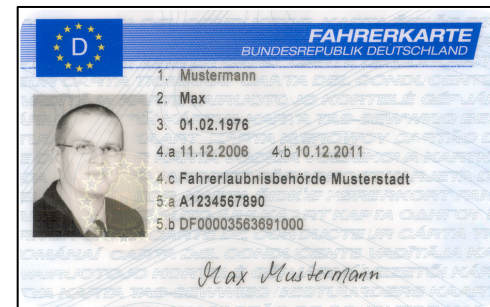 D
FAHRERKARTE
BUNDESREPUBLIK DEUTSCHLAND
1. Mustermann
2. Max
3. 01.02.1976
4.a 11.12.2006 4.b 10.12.2011
4.c Fahrerlaubnisbehörde Musterstadt
5.a A1234567890
5.b DF00003563691000
Max Mustermann